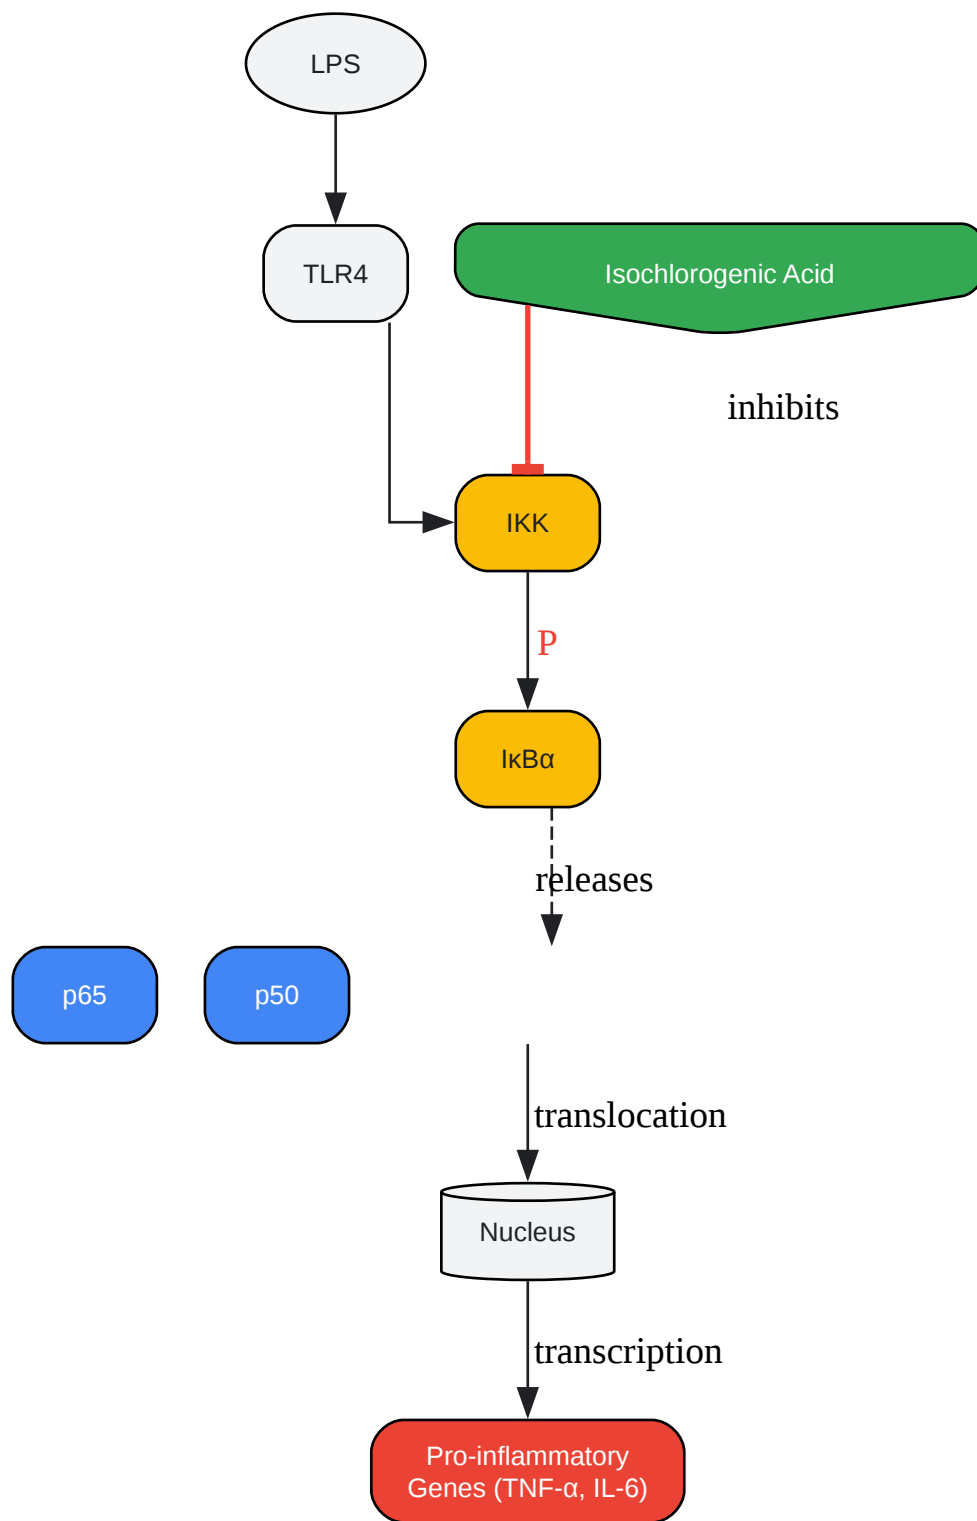 LPS
TLR4
Isochlorogenic Acid
inhibits
IKK
P
IκBα
releases
p65
p50
translocation
Nucleus
transcription
Pro-inflammatory
Genes (TNF-α, IL-6)